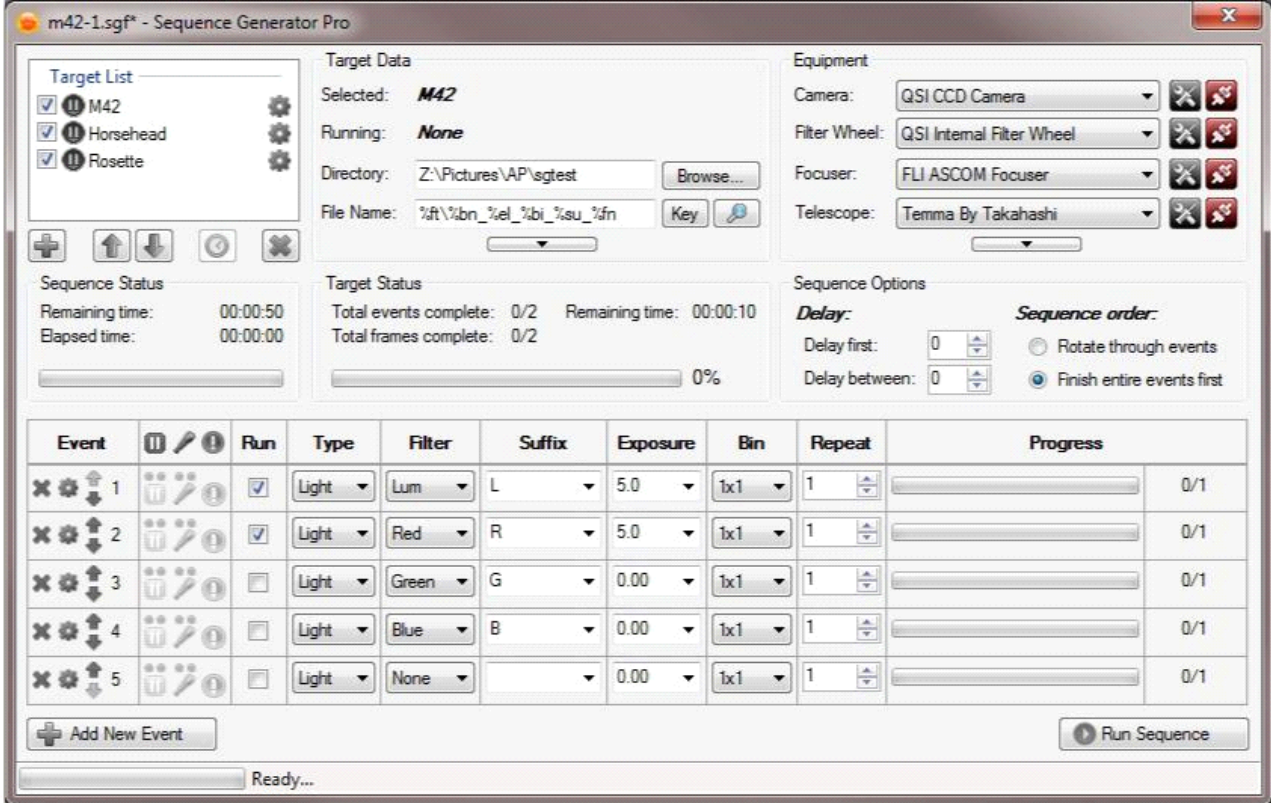 m42-1.sgf* - Sequence Generator Pro
Target List
M42
Horsehead
Rosette
Target Data
Selected: M42
Running: None
Directory: Z:\Pictures\AP\sgtest Browse...
File Name: %ft\%bn_%el_%bi_%su_%fn Key
Equipment
Camera: QSI CCD Camera
Filter Wheel: QSI Internal Filter Wheel
Focuser: FLI ASCOM Focuser
Telescope: Temma By Takahashi
Sequence Status
Remaining time: 00:00:50
Elapsed time: 00:00:00
Target Status
Total events complete: 0/2 Remaining time: 00:00:10
Total frames complete: 0/2
0%
Sequence Options
Delay: Sequence order:
Delay first: 0 Rotate through events
Delay between: 0 Finish entire events first
Event Run Type Filter Suffix Exposure Bin Repeat Progress
1 Light Lum L 5.0 1x1 1 0/1
2 Light Red R 5.0 1x1 1 0/1
3 Light Green G 0.00 1x1 1 0/1
4 Light Blue B 0.00 1x1 1 0/1
5 Light None 0.00 1x1 1 0/1
Add New Event Run Sequence
Ready...